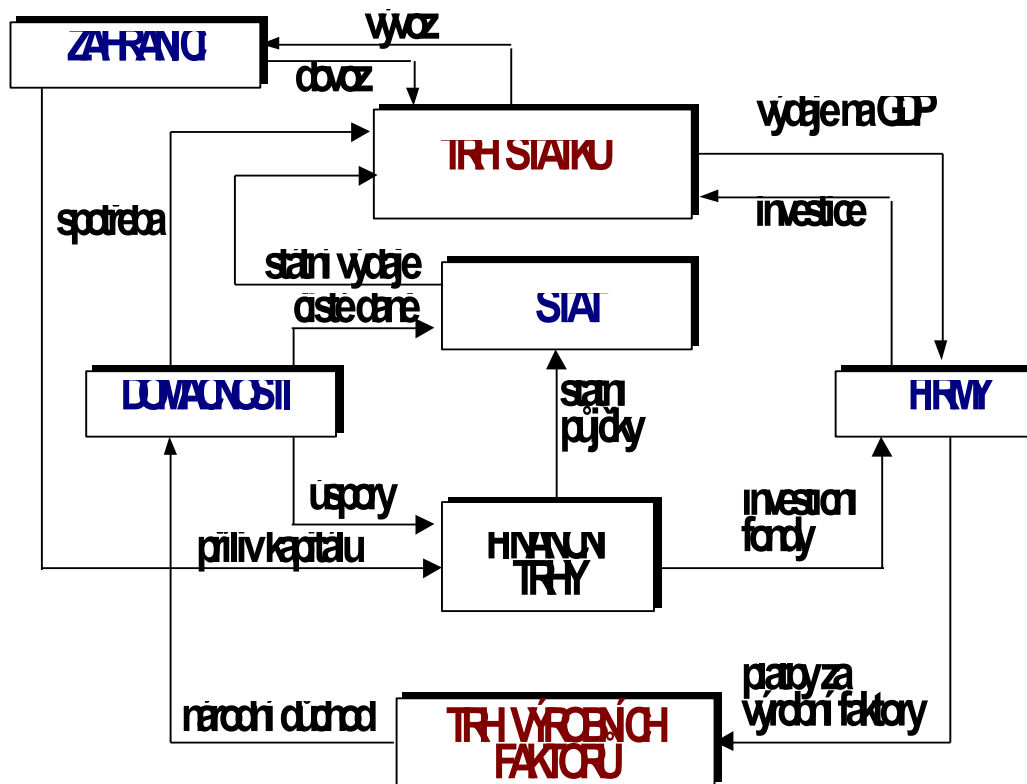 vývoz
ZAHRANIČÍ
dovoz
výdaje na GDP
TRH STATKŮ
investice
spotřeba
státní výdaje
čisté daně
STÁT
DOMÁCNOSTI
FIRMY
státní
půjčky
úspory
investiční
fondy
příliv kapitálu
FINANČNÍ
TRHY
platby za
výrobní faktory
národní důchod
TRH VÝROBNÍCH
FAKTORŮ